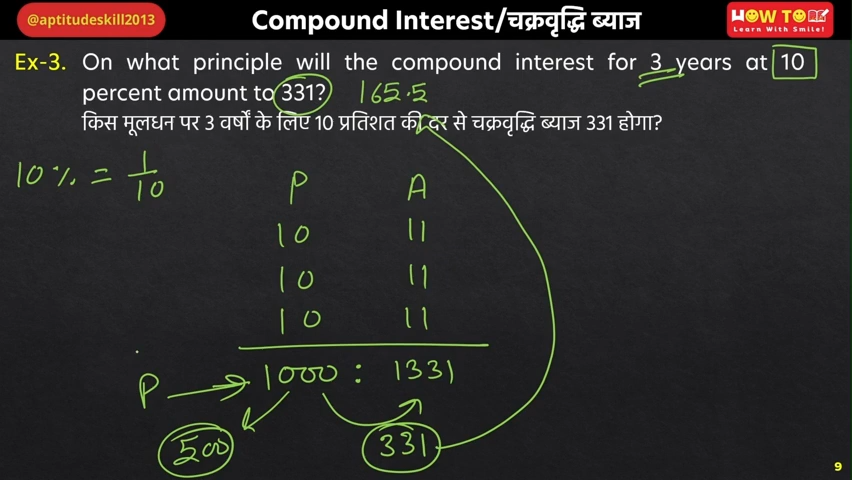 @aptitudeskill2013
Compound Interest/चक्रवृद्धि ब्याज
HOW TO
Learn With Smile!
Ex-3. On what principle will the compound interest for 3 years at 10
percent amount to 331? 165.5
किस मूलधन पर 3 वर्षों के लिए 10 प्रतिशत की दर से चक्रवृद्धि ब्याज 331 होगा?
10% = 1/10
P A
10 11
10 11
10 11
P → 1000 : 1331
500 331
9